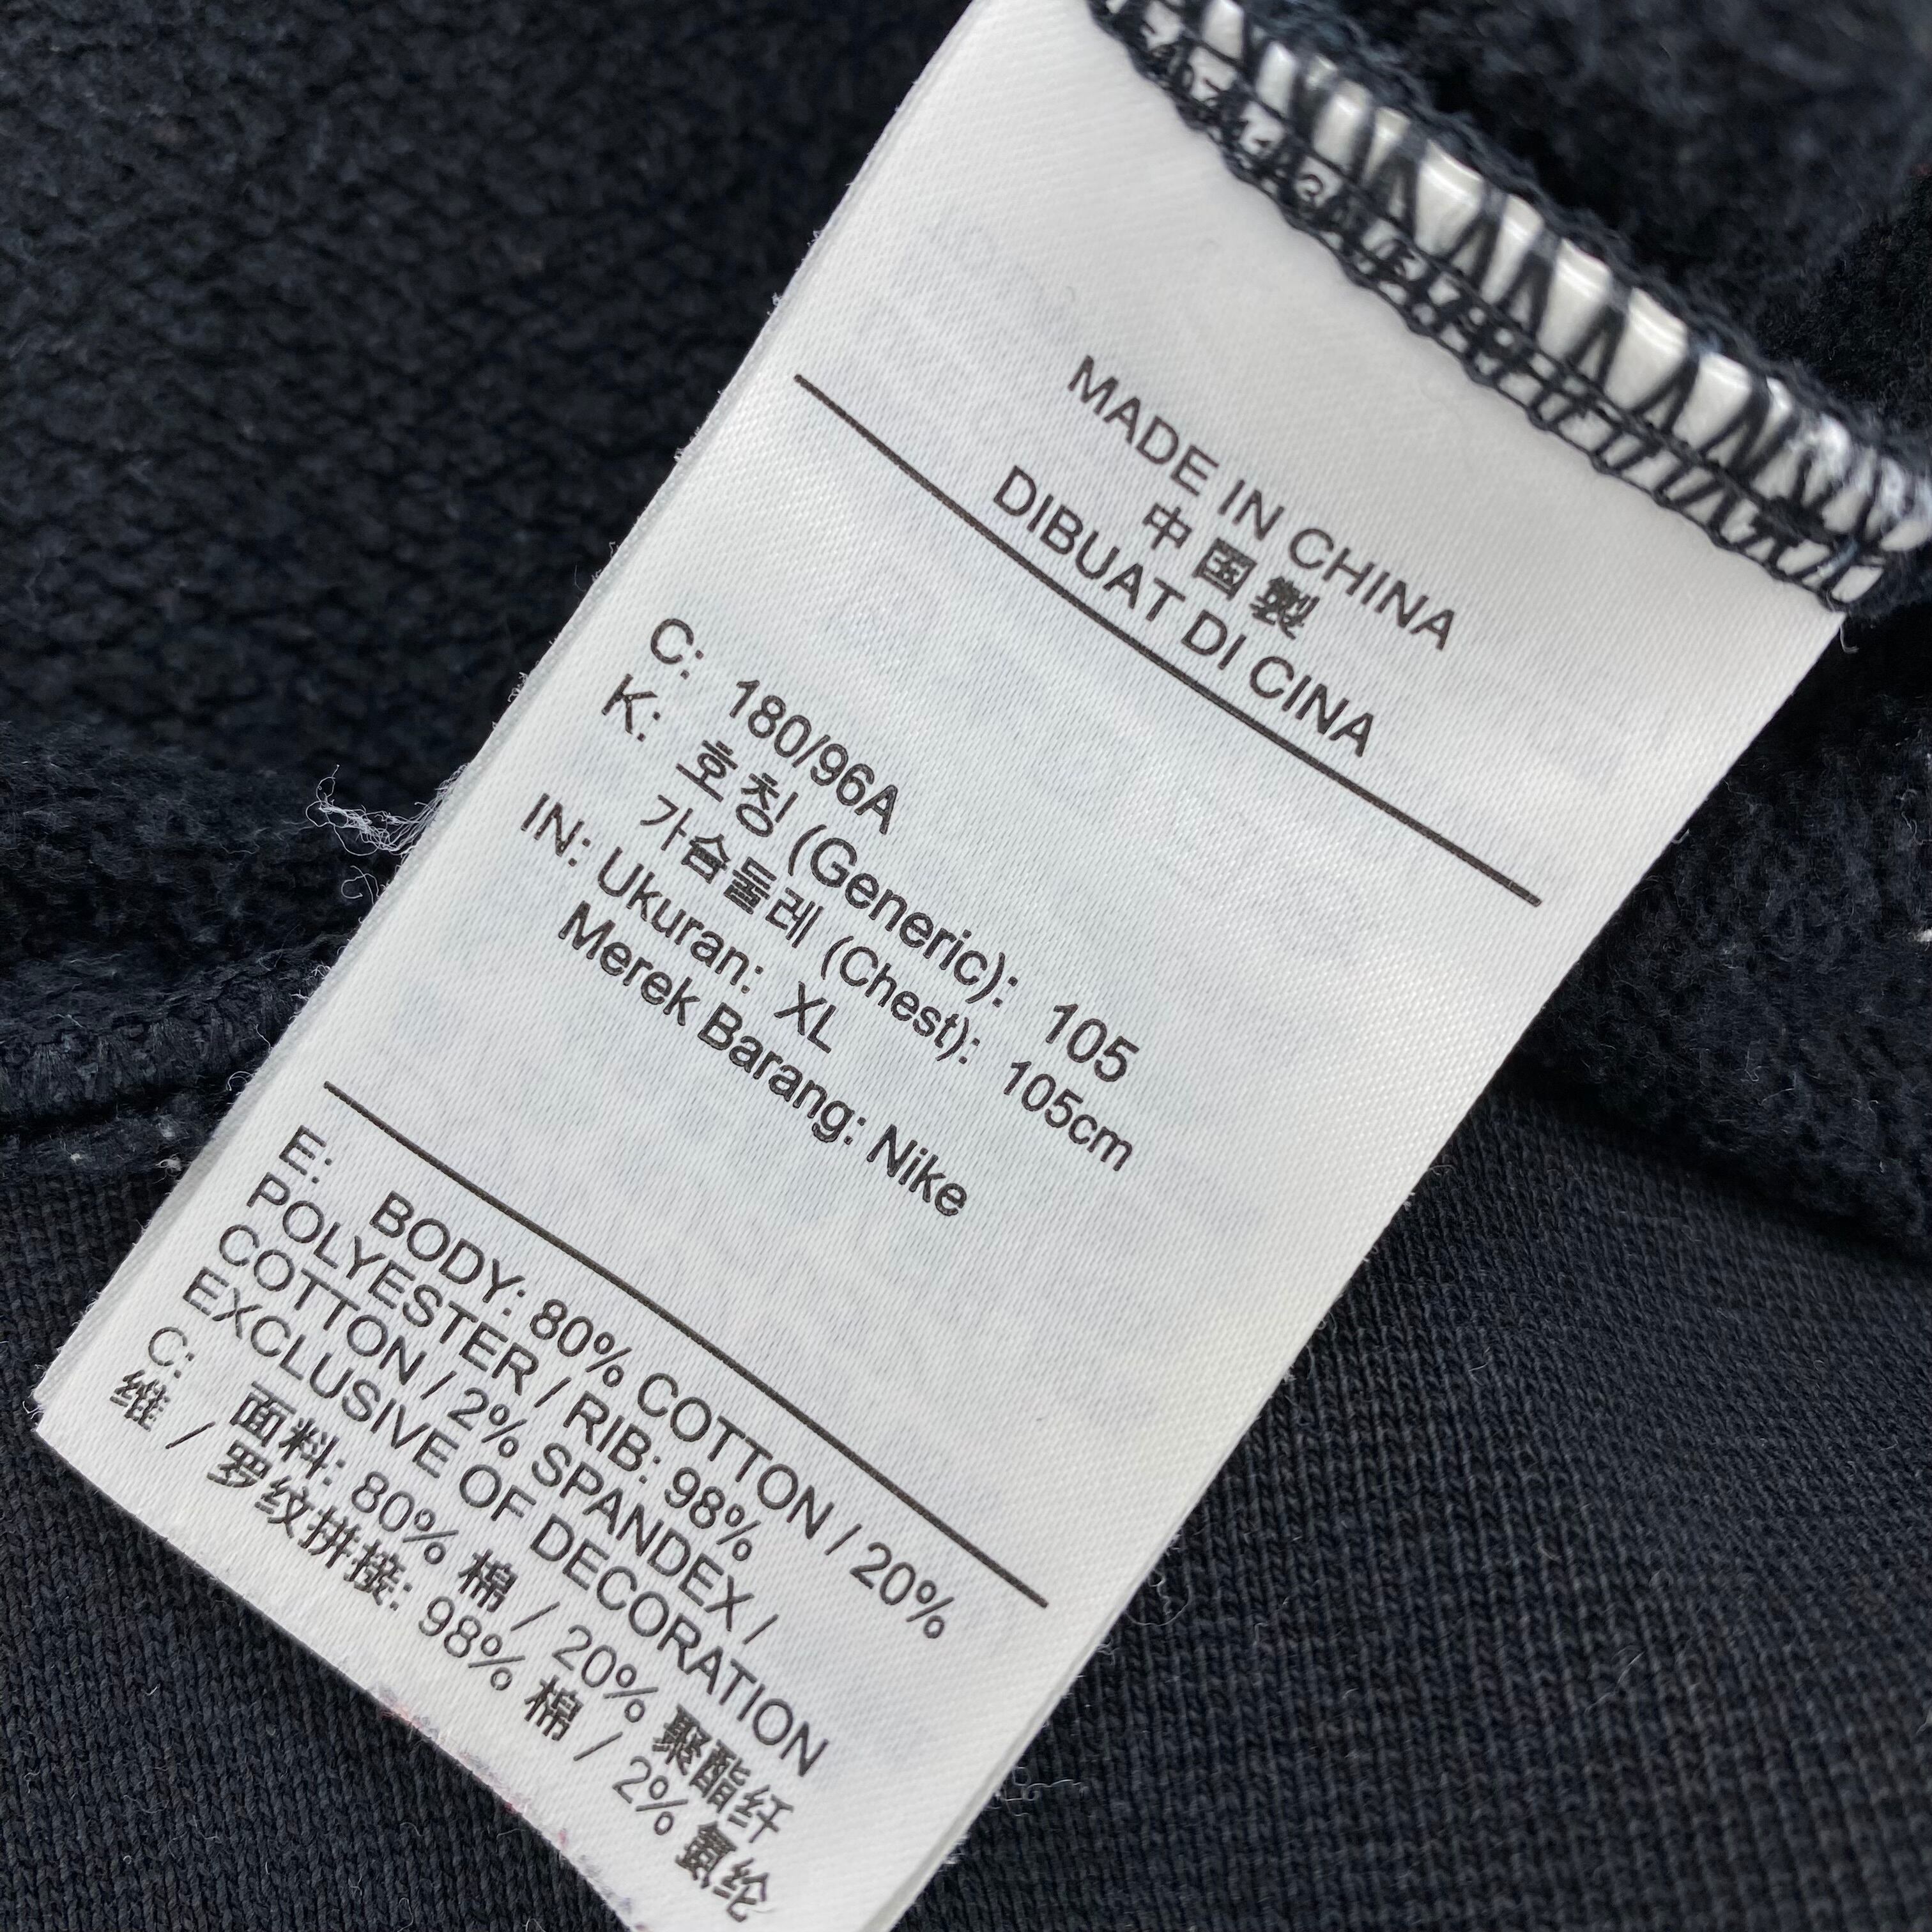 MADE IN CHINA
中国製
DIBUAT DI CINA
C: 180/96A
K: 호칭 (Generic): 105
가슴둘레 (Chest): 105cm
IN: Ukuran: XL
Merek Barang: Nike
E: BODY: 80% COTTON / 20%
POLYESTER / RIB: 98%
COTTON / 2% SPANDEX /
EXCLUSIVE OF DECORATION
C: 面料: 80% 棉 / 20% 聚酯纤
维 / 罗纹拼接: 98% 棉 / 2% 氨纶